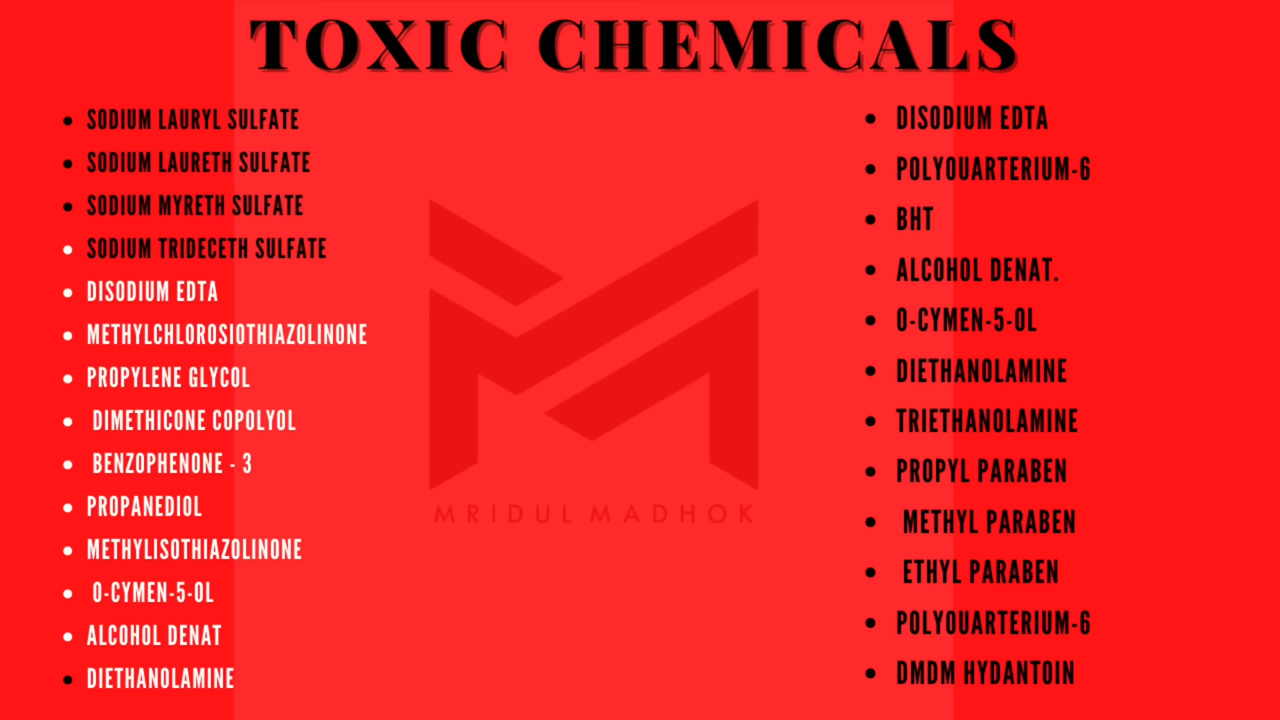 TOXIC CHEMICALS
SODIUM LAURYL SULFATE
SODIUM LAURETH SULFATE
SODIUM MYRETH SULFATE
SODIUM TRIDECETH SULFATE
DISODIUM EDTA
METHYLCHLOROSIOTHIAZOLINONE
PROPYLENE GLYCOL
DIMETHICONE COPOLYOL
BENZOPHENONE - 3
PROPANEDIOL
METHYLISOTHIAZOLINONE
O-CYMEN-5-OL
ALCOHOL DENAT
DIETHANOLAMINE
MRIDUL MADHOK
DISODIUM EDTA
POLYOUARTERIUM-6
BHT
ALCOHOL DENAT.
O-CYMEN-5-OL
DIETHANOLAMINE
TRIETHANOLAMINE
PROPYL PARABEN
METHYL PARABEN
ETHYL PARABEN
POLYOUARTERIUM-6
DMDM HYDANTOIN